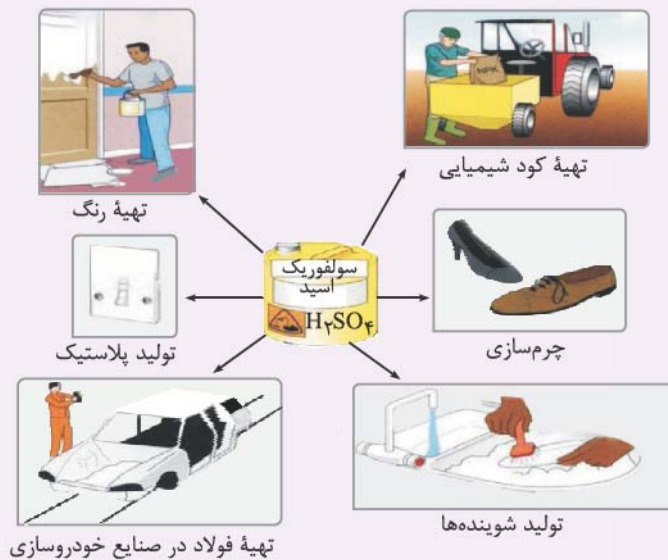 تهیهٔ رنگ
NPK
تهیهٔ کود شیمیایی
سولفوریک
اسید
H₂SO₄
تولید پلاستیک
چرم‌سازی
تهیهٔ فولاد در صنایع خودروسازی
تولید شوینده‌ها